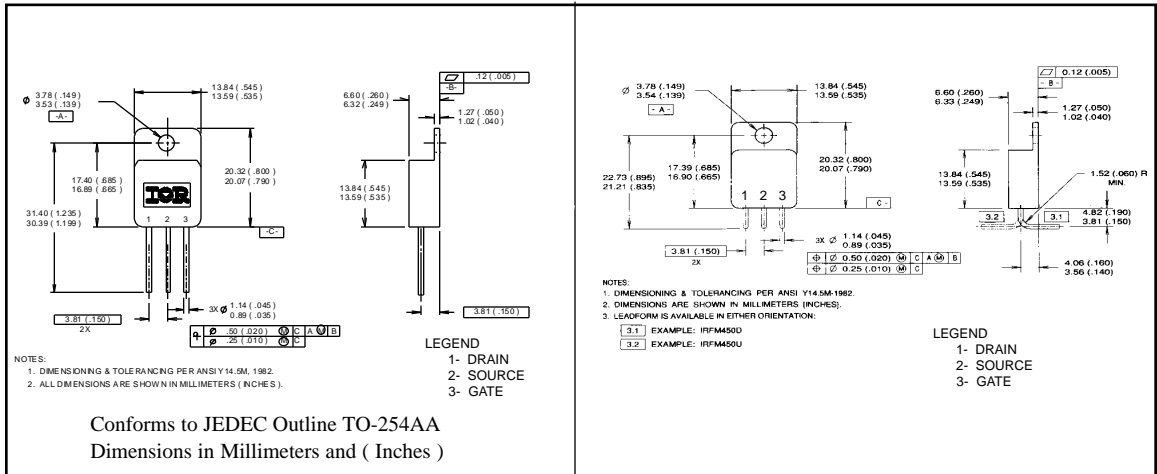 .12 ( .005 )
-B-
3.78 ( .149 )
3.53 ( .139 )
-A-
13.84 ( .545 )
13.59 ( .535 )
6.60 ( .260 )
6.32 ( .249 )
1.27 ( .050 )
1.02 ( .040 )
17.40 ( .685 )
16.89 ( .665 )
31.40 ( 1.235 )
30.39 ( 1.199 )
20.32 ( .800 )
20.07 ( .790 )
13.84 ( .545 )
13.59 ( .535 )
IOR
1 2 3
-C-
3X Ø 1.14 ( .045 )
0.89 ( .035 )
3.81 ( .150 )
2X
3.81 ( .150 )
Ø .50 ( .020 ) Ⓜ C A Ⓜ B
Ø .25 ( .010 ) Ⓜ C
LEGEND
1- DRAIN
2- SOURCE
3- GATE
NOTES:
1. DIMENSIONING & TOLERANCING PER ANSI Y14.5M, 1982.
2. ALL DIMENSIONS ARE SHOWN IN MILLIMETERS ( INCHES ).
Conforms to JEDEC Outline TO-254AA
Dimensions in Millimeters and ( Inches )
0.12 (.005)
- B -
Ø 3.78 (.149)
3.54 (.139)
- A -
13.84 (.545)
13.59 (.535)
6.60 (.260)
6.33 (.249)
1.27 (.050)
1.02 (.040)
17.39 (.685)
16.90 (.665)
22.73 (.895)
21.21 (.835)
20.32 (.800)
20.07 (.790)
13.84 (.545)
13.59 (.535)
1.52 (.060) R
MIN.
1 2 3
- C -
3.2
3.1
4.82 (.190)
3.81 (.150)
3X Ø 1.14 (.045)
0.89 (.035)
3.81 (.150)
2X
Ø 0.50 (.020) Ⓜ C A Ⓜ B
Ø 0.25 (.010) Ⓜ C
4.06 (.160)
3.56 (.140)
NOTES:
1. DIMENSIONING & TOLERANCING PER ANSI Y14.5M-1982.
2. DIMENSIONS ARE SHOWN IN MILLIMETERS (INCHES).
3. LEADFORM IS AVAILABLE IN EITHER ORIENTATION:
3.1 EXAMPLE: IRFM450D
3.2 EXAMPLE: IRFM450U
LEGEND
1- DRAIN
2- SOURCE
3- GATE